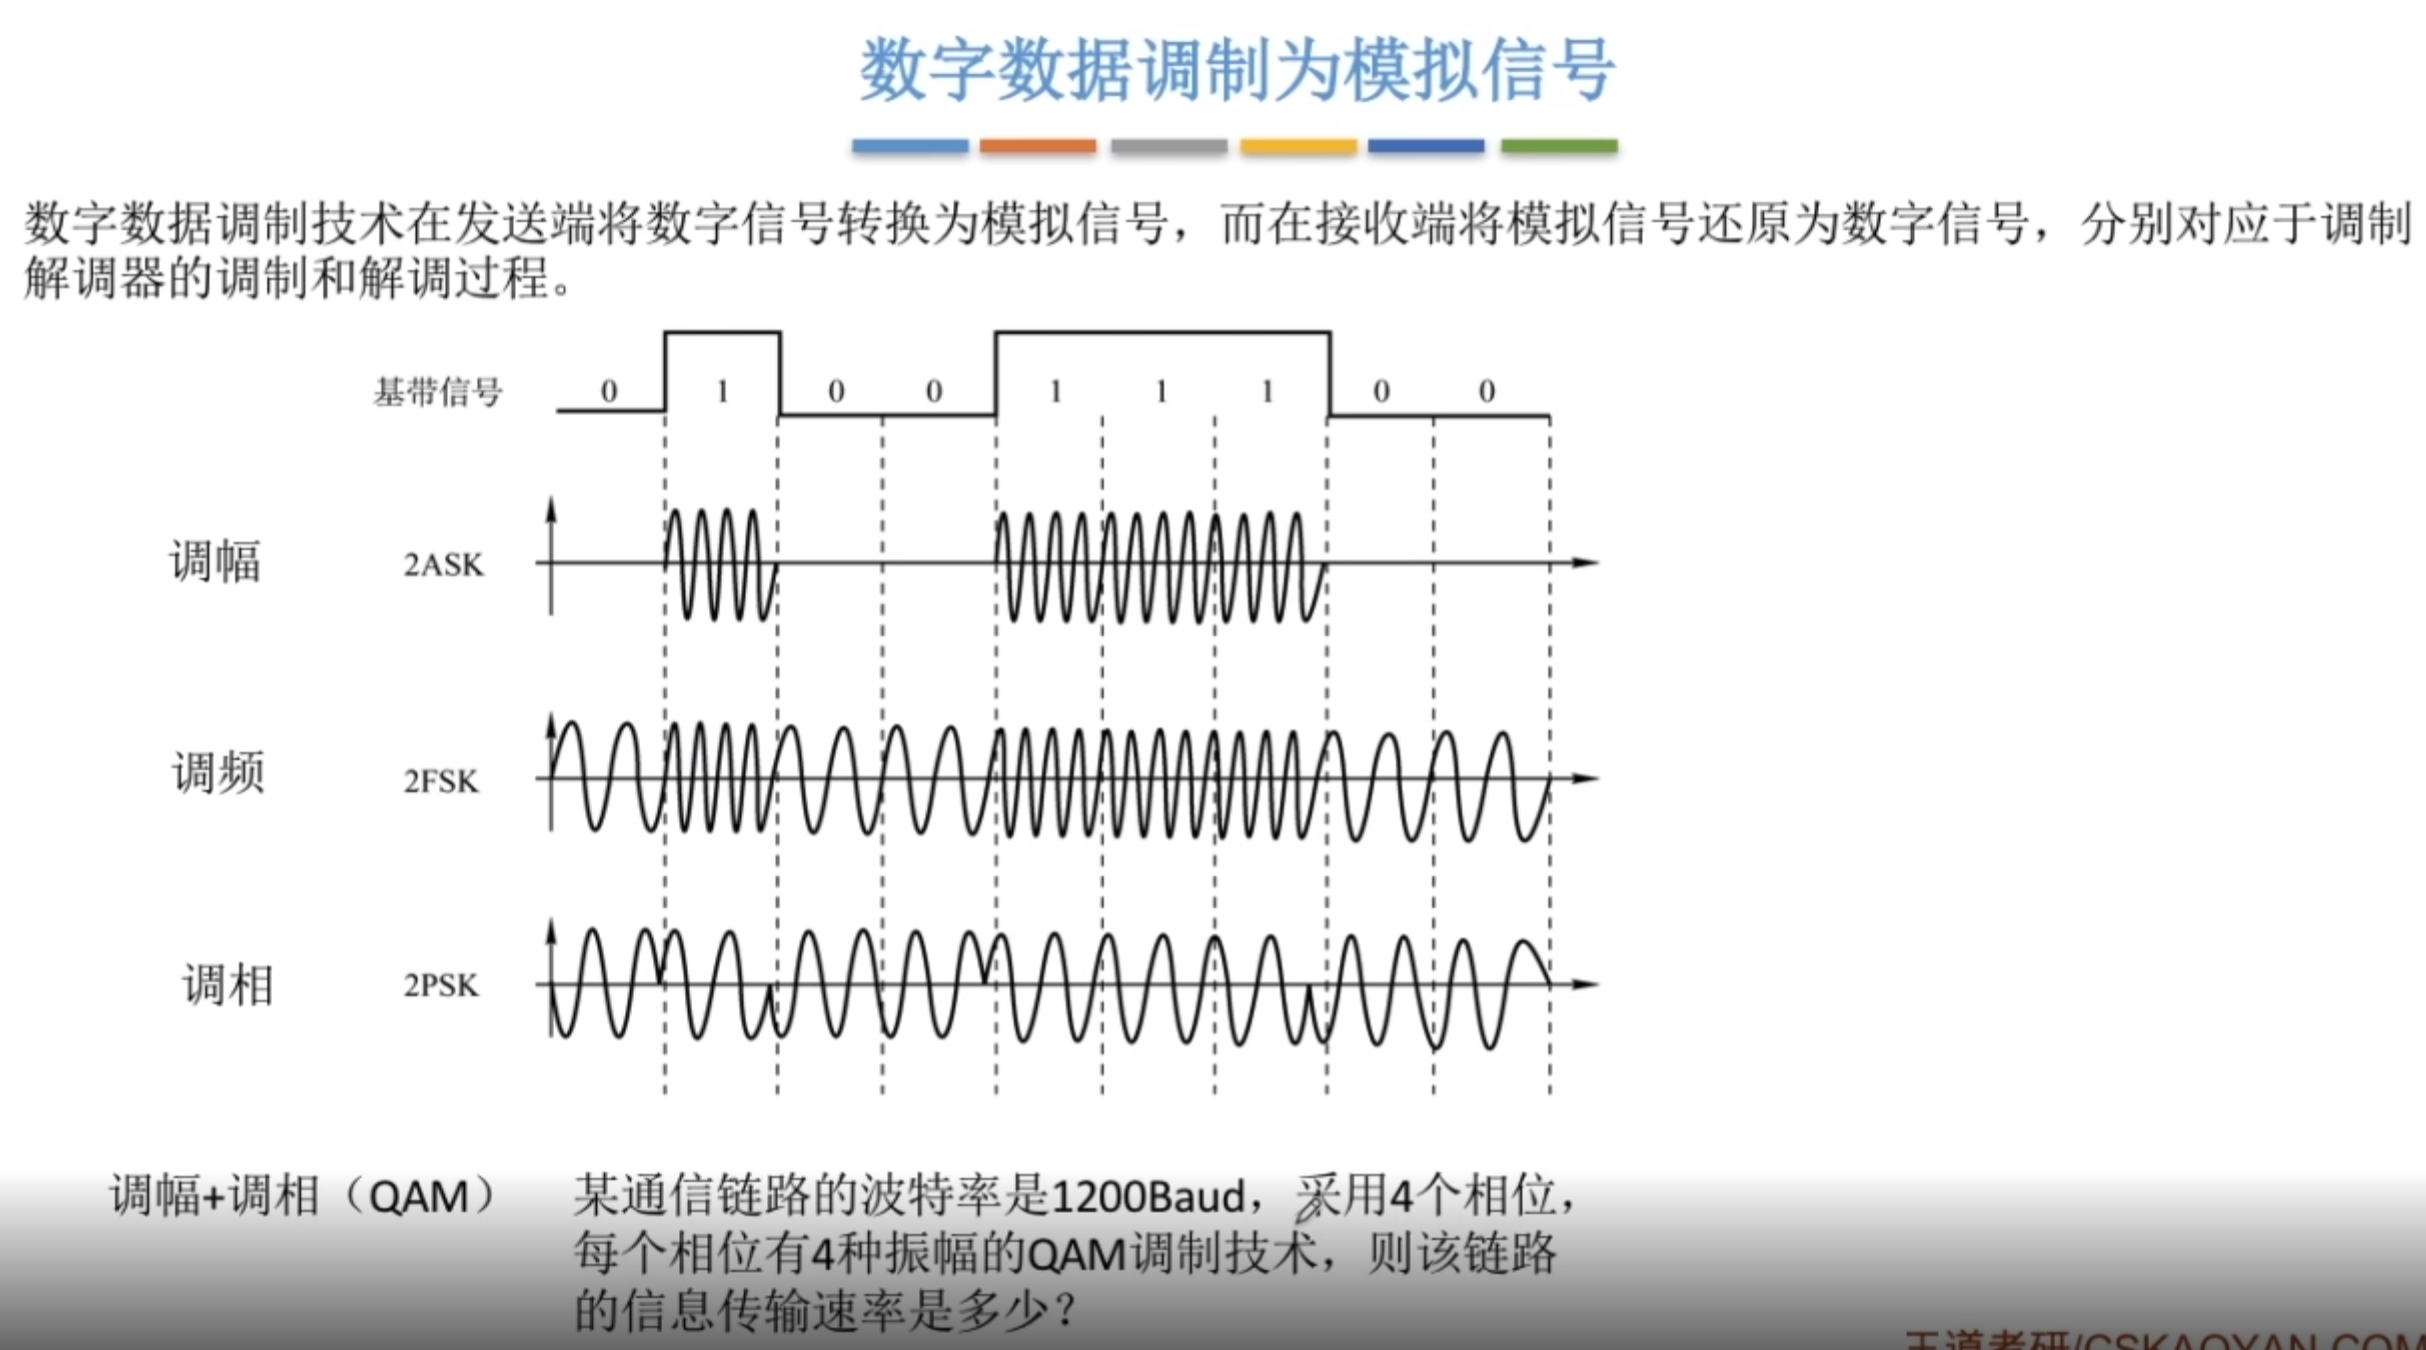 数字数据调制为模拟信号
数字数据调制技术在发送端将数字信号转换为模拟信号，而在接收端将模拟信号还原为数字信号，分别对应于调制
解调器的调制和解调过程。
基带信号 0 1 0 0 1 1 1 0 0
调幅 2ASK
调频 2FSK
调相 2PSK
调幅+调相（QAM）
某通信链路的波特率是1200Baud，采用4个相位，
每个相位有4种振幅的QAM调制技术，则该链路
的信息传输速率是多少？
王道考研/CSKAOYAN.COM